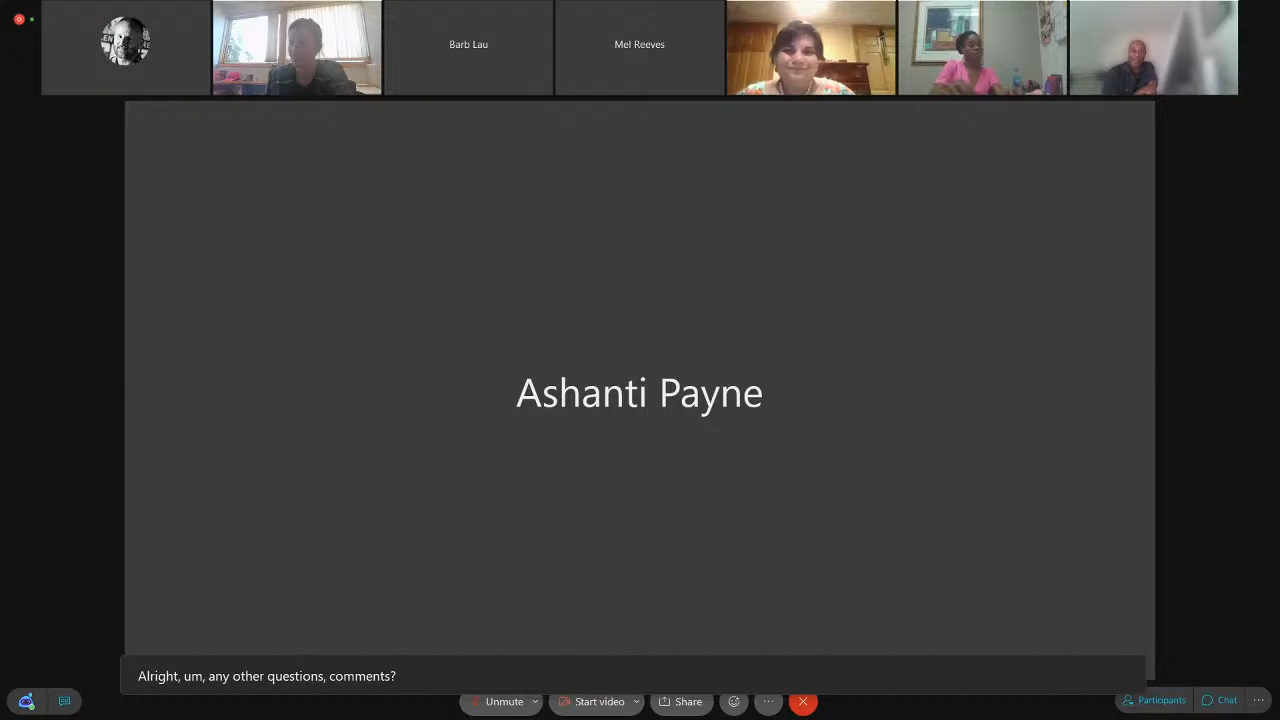 Barb Lau
Mel Reeves
Ashanti Payne
Alright, um, any other questions, comments?
Unmute
Start video
Share
Participants
Chat